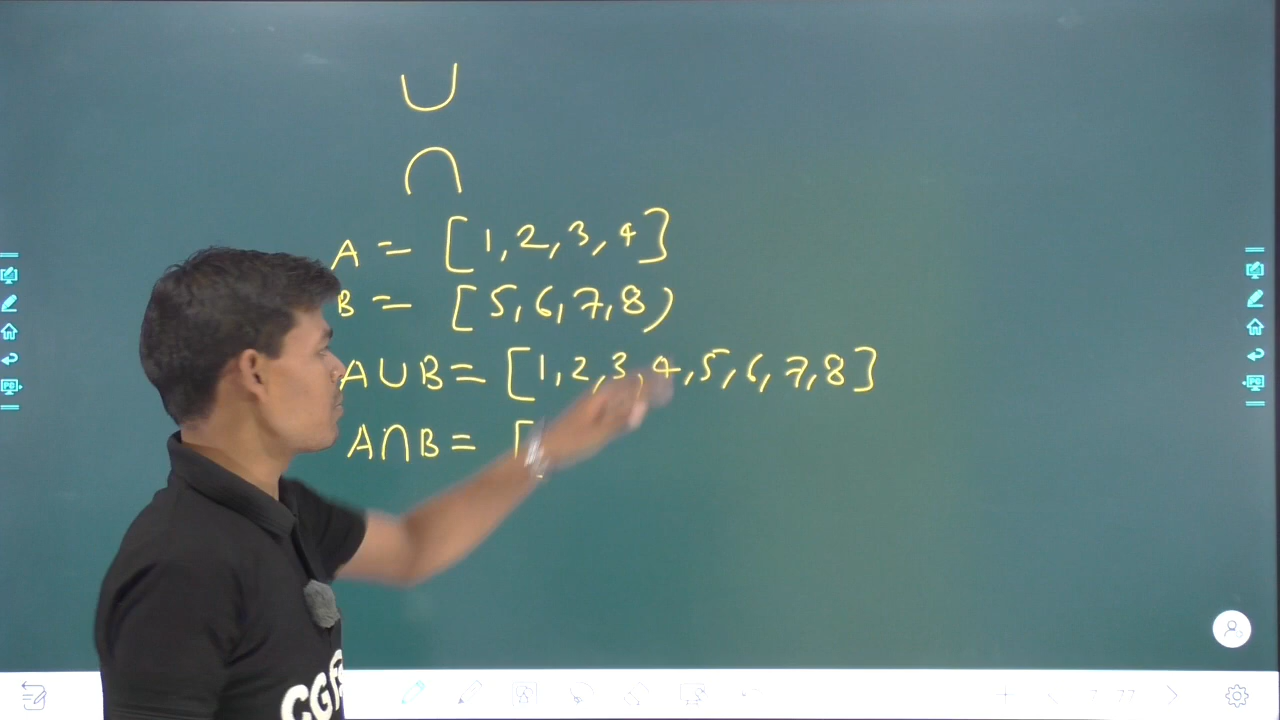 ∪
∩
A = [1,2,3,4]
B = [5,6,7,8)
A∪B = [1,2,3,4,5,6,7,8]
A∩B = [